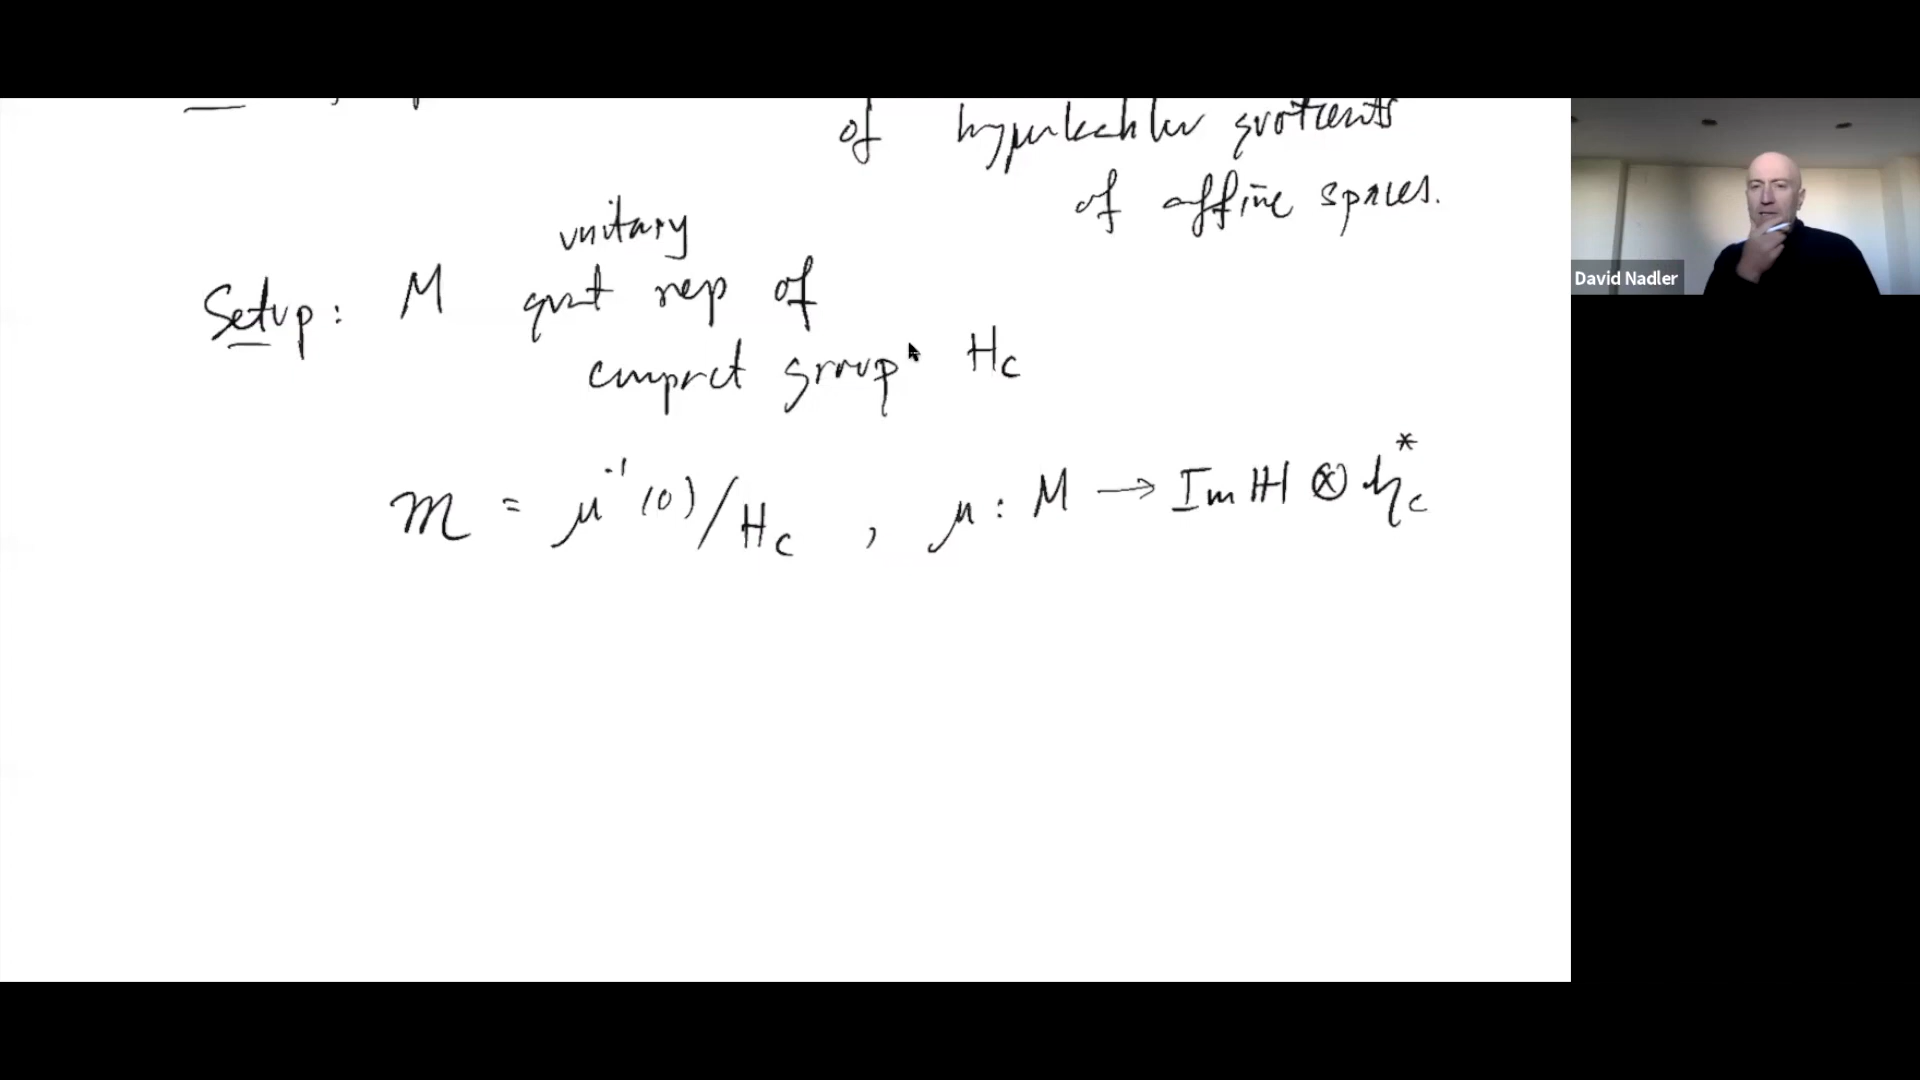 of hyperkahler quotients
of affine spaces.
unitary
Setup: M quat rep of
compact group H_c
𝔐 = μ⁻¹(0)/H_c , μ: M → Im ℍ ⊗ 𝔥_c^*
David Nadler